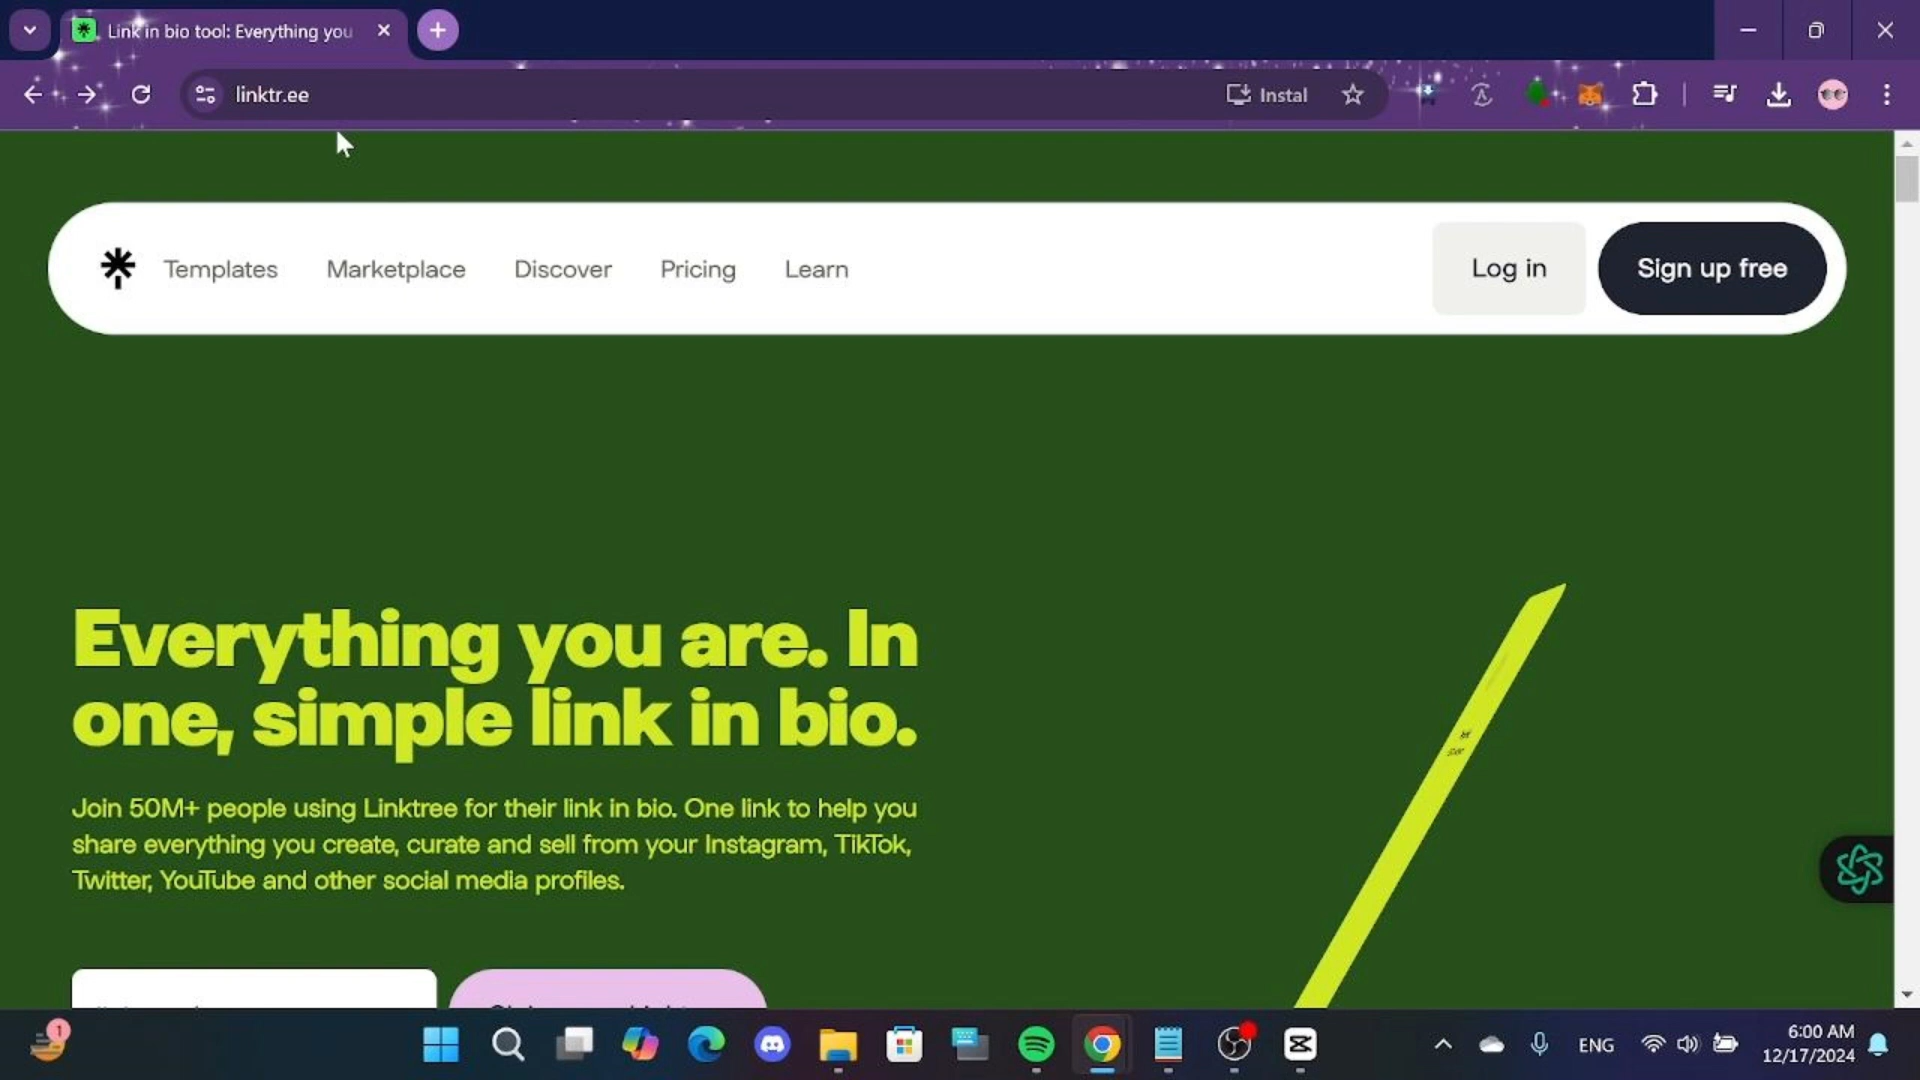 Link in bio tool: Everything you
linktr.ee
Instal
Templates
Marketplace
Discover
Pricing
Learn
Log in
Sign up free
Everything you are. In
one, simple link in bio.
Join 50M+ people using Linktree for their link in bio. One link to help you
share everything you create, curate and sell from your Instagram, TikTok,
Twitter, YouTube and other social media profiles.
1
ENG
6:00 AM
12/17/2024